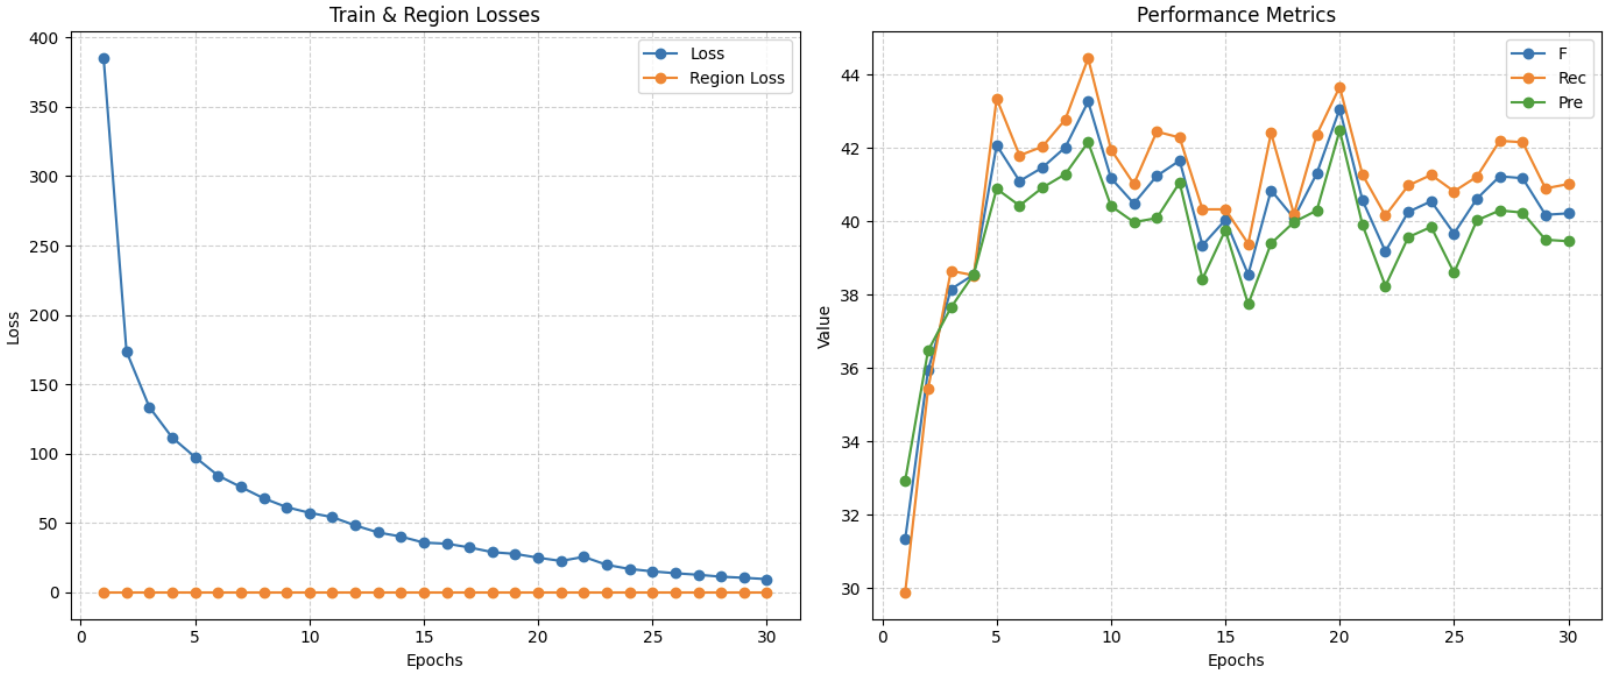 Train & Region Losses
400
350
300
250
200
150
100
50
0
Loss
0
5
10
15
20
25
30
Epochs
Loss
Region Loss
Performance Metrics
44
42
40
38
36
34
32
30
Value
0
5
10
15
20
25
30
Epochs
F
Rec
Pre